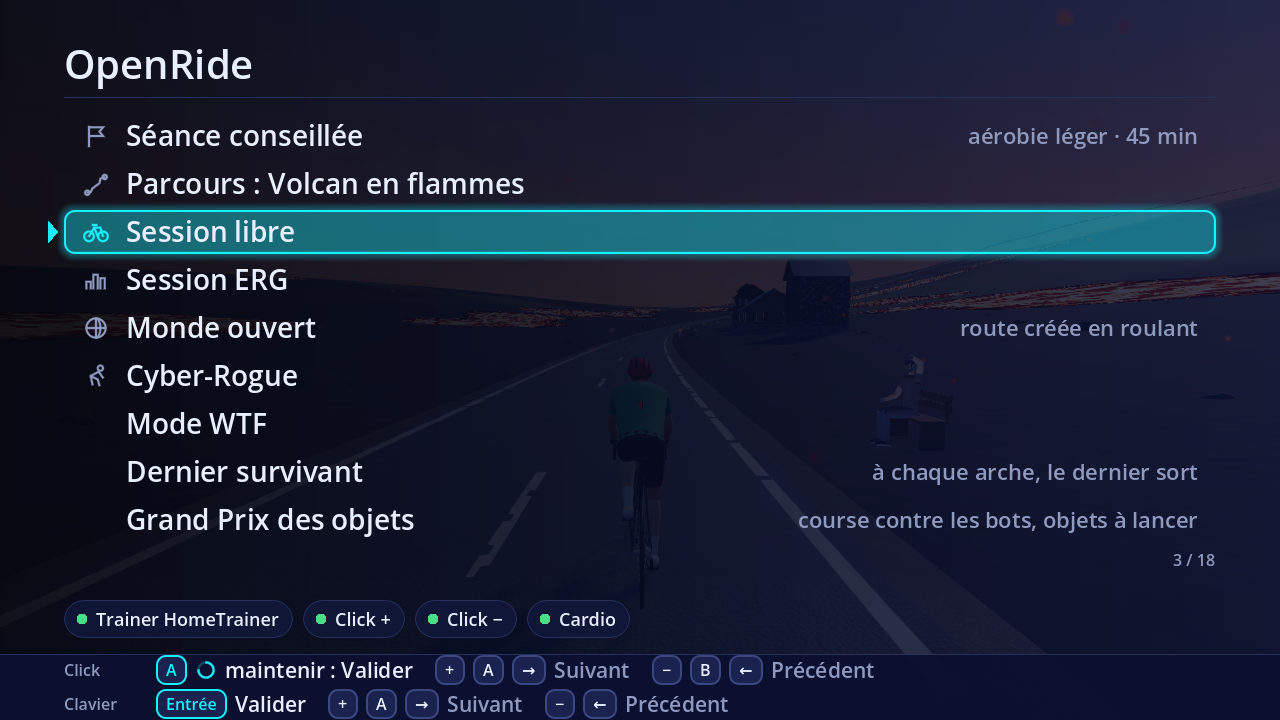 OpenRide
Séance conseillée aérobie léger · 45 min
Parcours : Volcan en flammes
Session libre
Session ERG
Monde ouvert route créée en roulant
Cyber-Rogue
Mode WTF
Dernier survivant à chaque arche, le dernier sort
Grand Prix des objets course contre les bots, objets à lancer
3 / 18
Trainer HomeTrainer Click + Click − Cardio
Click A maintenir : Valider + A → Suivant − B ← Précédent
Clavier Entrée Valider + A → Suivant − ← Précédent